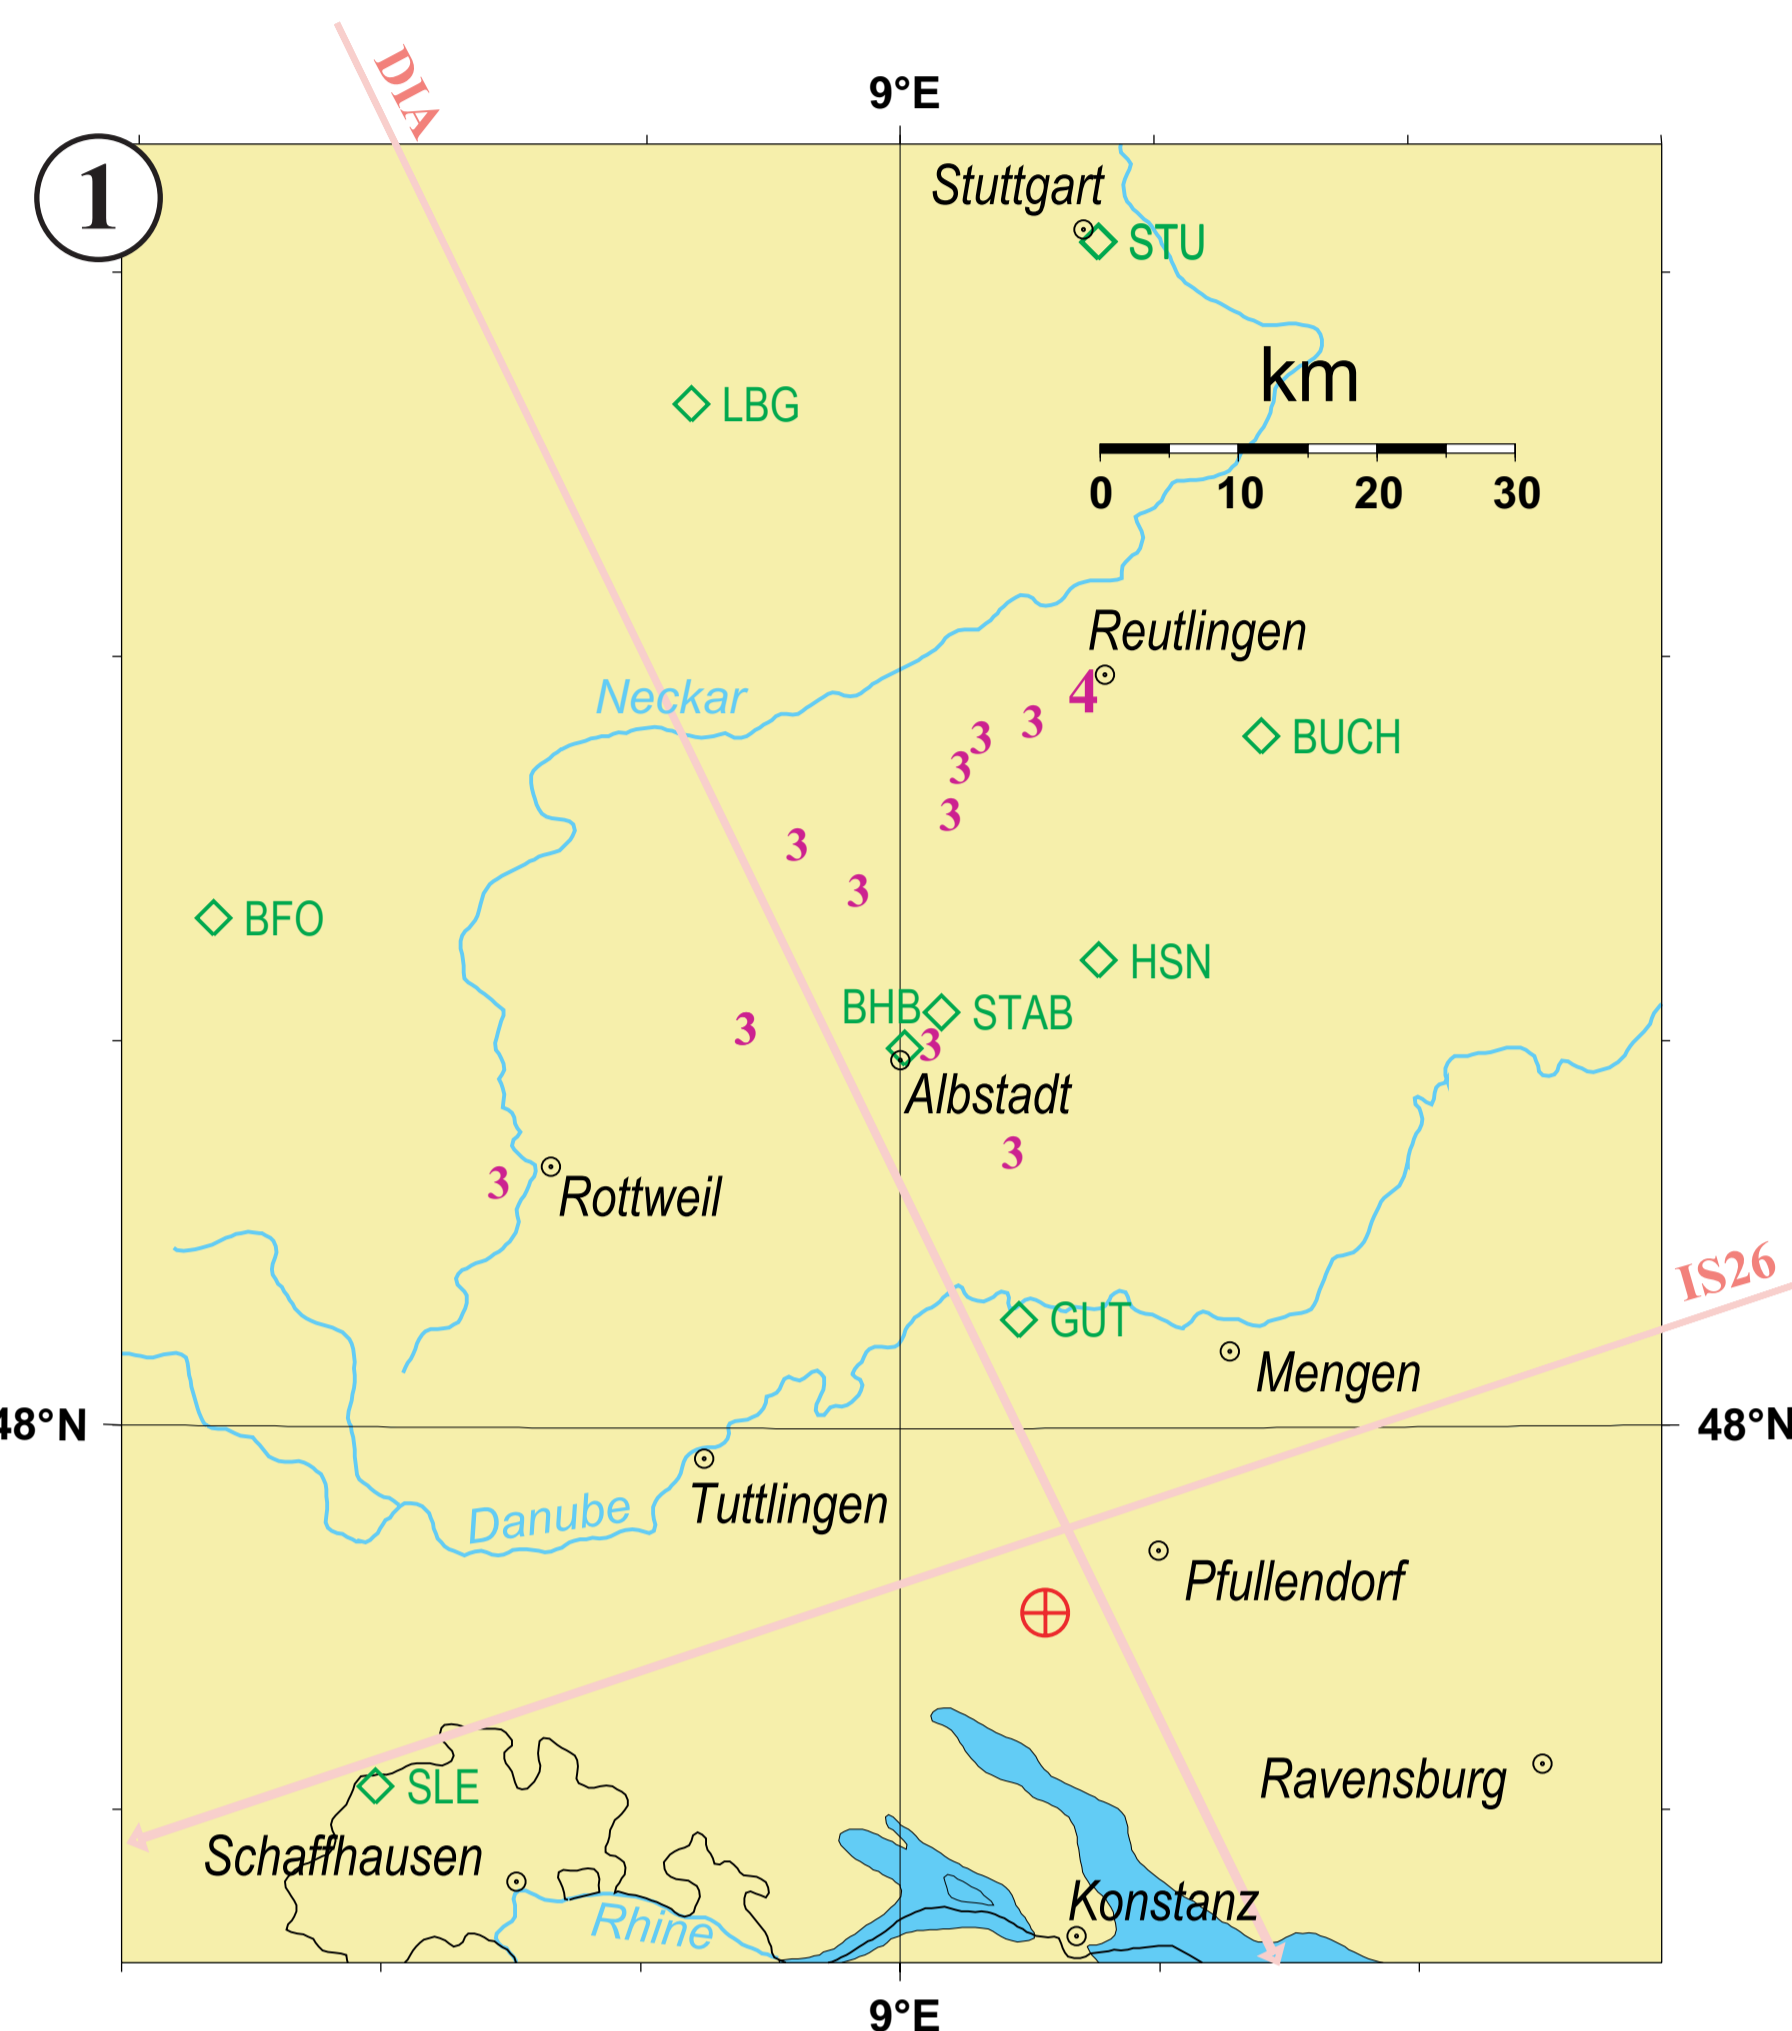 DIA
9°E
1
Stuttgart
STU
LBG
km
0 10 20 30
Reutlingen
Neckar
4
3
3
BUCH
3
3
3
3
BFO
HSN
BHB
STAB
3
3
Albstadt
3
Rottweil
3
IS26
GUT
Mengen
48°N
48°N
Tuttlingen
Danube
Pfullendorf
Ravensburg
SLE
Schaffhausen
Konstanz
Rhine
9°E